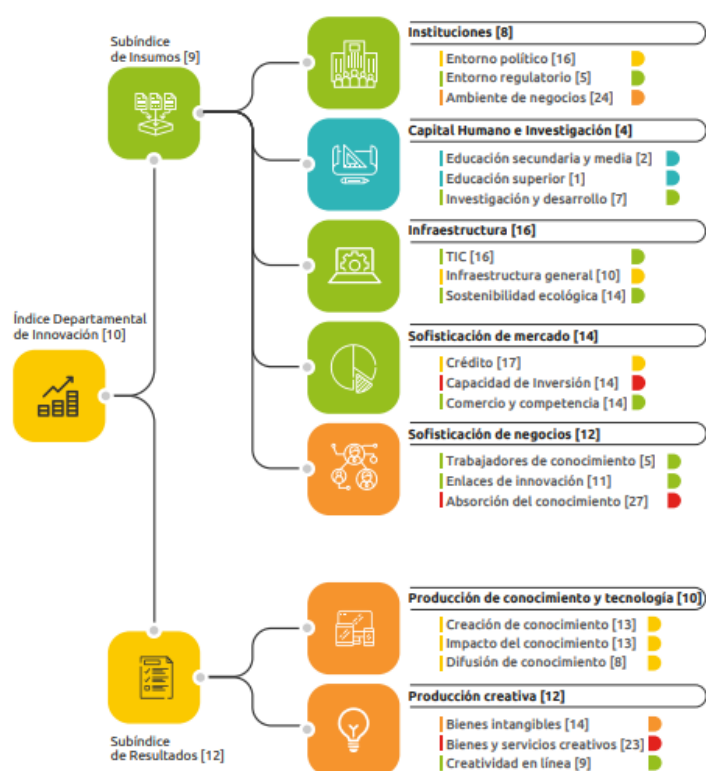 Subíndice
de Insumos [9]
Instituciones [8]
Entorno político [16]
Entorno regulatorio [5]
Ambiente de negocios [24]
Capital Humano e Investigación [4]
Educación secundaria y media [2]
Educación superior [1]
Investigación y desarrollo [7]
Infraestructura [16]
TIC [16]
Infraestructura general [10]
Sostenibilidad ecológica [14]
Índice Departamental
de Innovación [10]
Sofisticación de mercado [14]
Crédito [17]
Capacidad de Inversión [14]
Comercio y competencia [14]
Sofisticación de negocios [12]
Trabajadores de conocimiento [5]
Enlaces de innovación [11]
Absorción del conocimiento [27]
Producción de conocimiento y tecnología [10]
Creación de conocimiento [13]
Impacto del conocimiento [13]
Difusión de conocimiento [8]
Producción creativa [12]
Bienes intangibles [14]
Bienes y servicios creativos [23]
Creatividad en línea [9]
Subíndice
de Resultados [12]